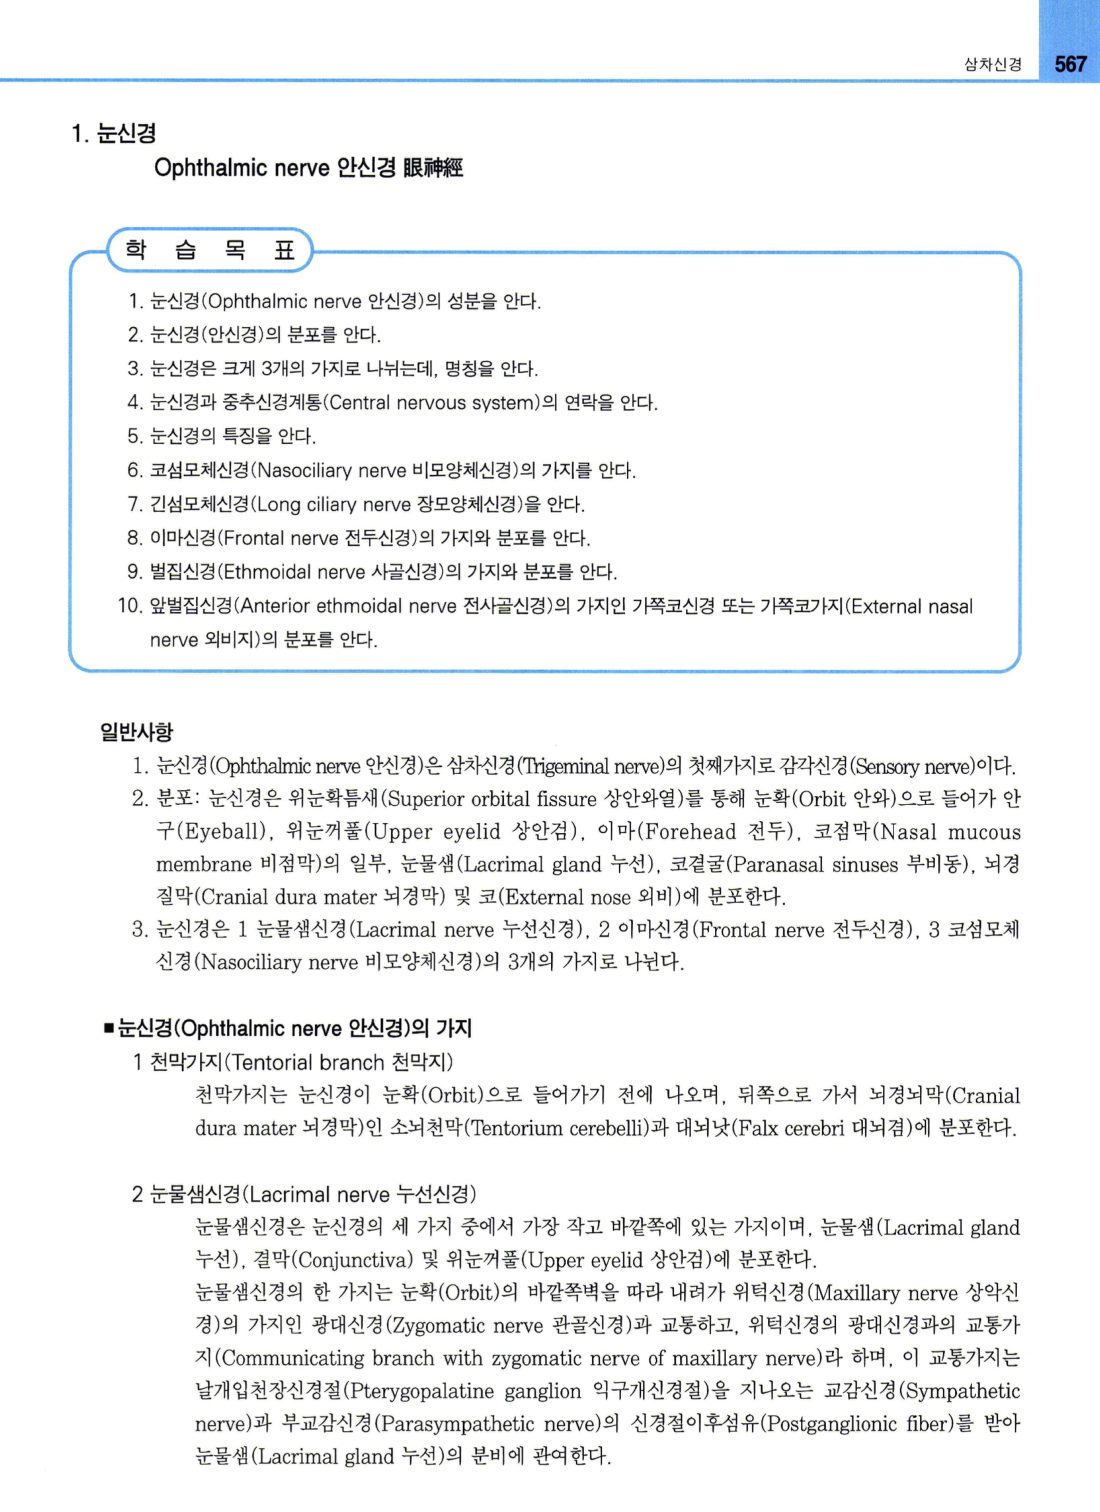 삼차신경 567
1. 눈신경
Ophthalmic nerve 안신경 眼神經
학 습 목 표
1. 눈신경(Ophthalmic nerve 안신경)의 성분을 안다.
2. 눈신경(안신경)의 분포를 안다.
3. 눈신경은 크게 3개의 가지로 나뉘는데, 명칭을 안다.
4. 눈신경과 중추신경계통(Central nervous system)의 연락을 안다.
5. 눈신경의 특징을 안다.
6. 코섬모체신경(Nasociliary nerve 비모양체신경)의 가지를 안다.
7. 긴섬모체신경(Long ciliary nerve 장모양체신경)을 안다.
8. 이마신경(Frontal nerve 전두신경)의 가지와 분포를 안다.
9. 벌집신경(Ethmoidal nerve 사골신경)의 가지와 분포를 안다.
10. 앞벌집신경(Anterior ethmoidal nerve 전사골신경)의 가지인 가쪽코신경 또는 가쪽코가지(External nasal
nerve 외비지)의 분포를 안다.
일반사항
1. 눈신경(Ophthalmic nerve 안신경)은 삼차신경(Trigeminal nerve)의 첫째가지로 감각신경(Sensory nerve)이다.
2. 분포: 눈신경은 위눈확틈새(Superior orbital fissure 상안와열)를 통해 눈확(Orbit 안와)으로 들어가 안
구(Eyeball), 위눈꺼풀(Upper eyelid 상안검), 이마(Forehead 전두), 코점막(Nasal mucous
membrane 비점막)의 일부, 눈물샘(Lacrimal gland 누선), 코곁굴(Paranasal sinuses 부비동), 뇌경
질막(Cranial dura mater 뇌경막) 및 코(External nose 외비)에 분포한다.
3. 눈신경은 1 눈물샘신경(Lacrimal nerve 누선신경), 2 이마신경(Frontal nerve 전두신경), 3 코섬모체
신경(Nasociliary nerve 비모양체신경)의 3개의 가지로 나뉜다.
■ 눈신경(Ophthalmic nerve 안신경)의 가지
1 천막가지(Tentorial branch 천막지)
천막가지는 눈신경이 눈확(Orbit)으로 들어가기 전에 나오며, 뒤쪽으로 가서 뇌경뇌막(Cranial
dura mater 뇌경막)인 소뇌천막(Tentorium cerebelli)과 대뇌낫(Falx cerebri 대뇌겸)에 분포한다.
2 눈물샘신경(Lacrimal nerve 누선신경)
눈물샘신경은 눈신경의 세 가지 중에서 가장 작고 바깥쪽에 있는 가지이며, 눈물샘(Lacrimal gland
누선), 결막(Conjunctiva) 및 위눈꺼풀(Upper eyelid 상안검)에 분포한다.
눈물샘신경의 한 가지는 눈확(Orbit)의 바깥쪽벽을 따라 내려가 위턱신경(Maxillary nerve 상악신
경)의 가지인 광대신경(Zygomatic nerve 관골신경)과 교통하고, 위턱신경의 광대신경과의 교통가
지(Communicating branch with zygomatic nerve of maxillary nerve)라 하며, 이 교통가지는
날개입천장신경절(Pterygopalatine ganglion 익구개신경절)을 지나오는 교감신경(Sympathetic
nerve)과 부교감신경(Parasympathetic nerve)의 신경절이후섬유(Postganglionic fiber)를 받아
눈물샘(Lacrimal gland 누선)의 분비에 관여한다.